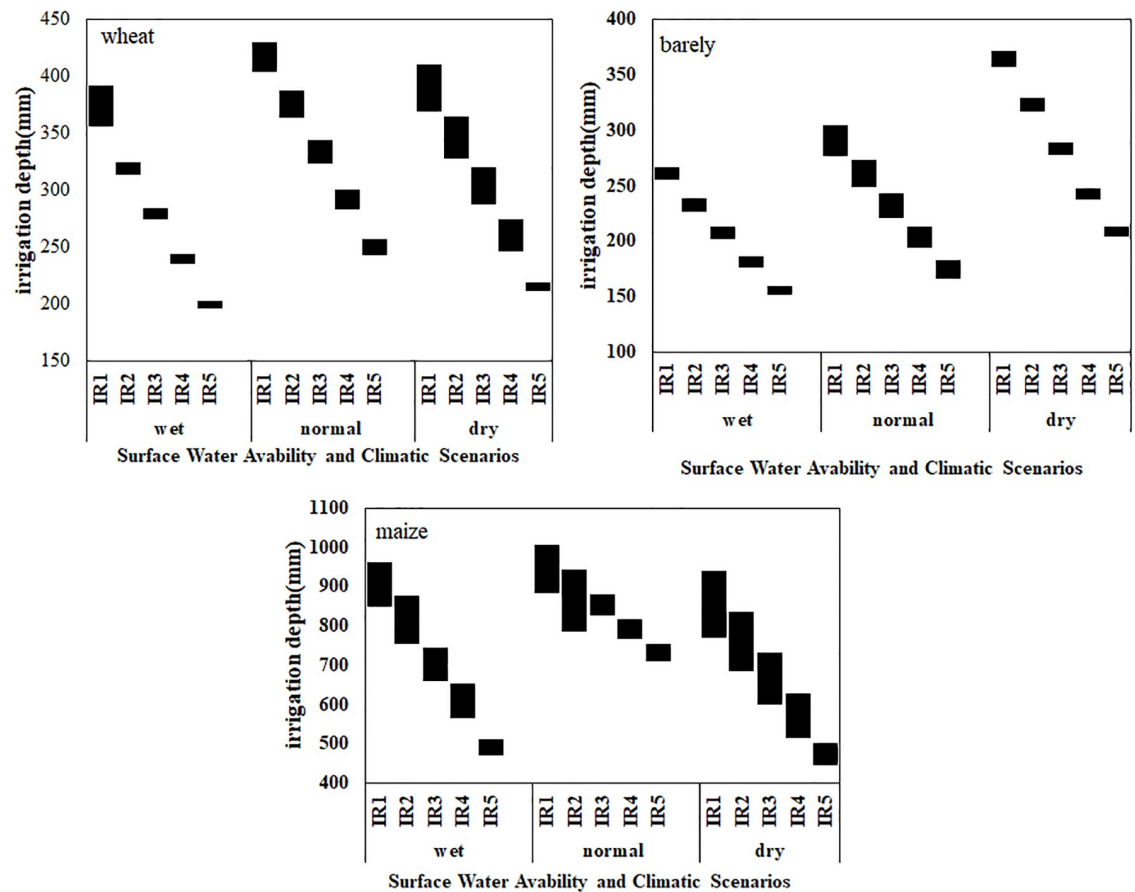 wheat
irrigation depth(mm)
450
400
350
300
250
200
150
IR1 IR2 IR3 IR4 IR5 IR1 IR2 IR3 IR4 IR5 IR1 IR2 IR3 IR4 IR5
wet normal dry
Surface Water Avability and Climatic Scenarios
barely
irrigation depth(mm)
400
350
300
250
200
150
100
IR1 IR2 IR3 IR4 IR5 IR1 IR2 IR3 IR4 IR5 IR1 IR2 IR3 IR4 IR5
wet normal dry
Surface Water Avability and Climatic Scenarios
maize
irrigation depth(mm)
1100
1000
900
800
700
600
500
400
IR1 IR2 IR3 IR4 IR5 IR1 IR2 IR3 IR4 IR5 IR1 IR2 IR3 IR4 IR5
wet normal dry
Surface Water Avability and Climatic Scenarios